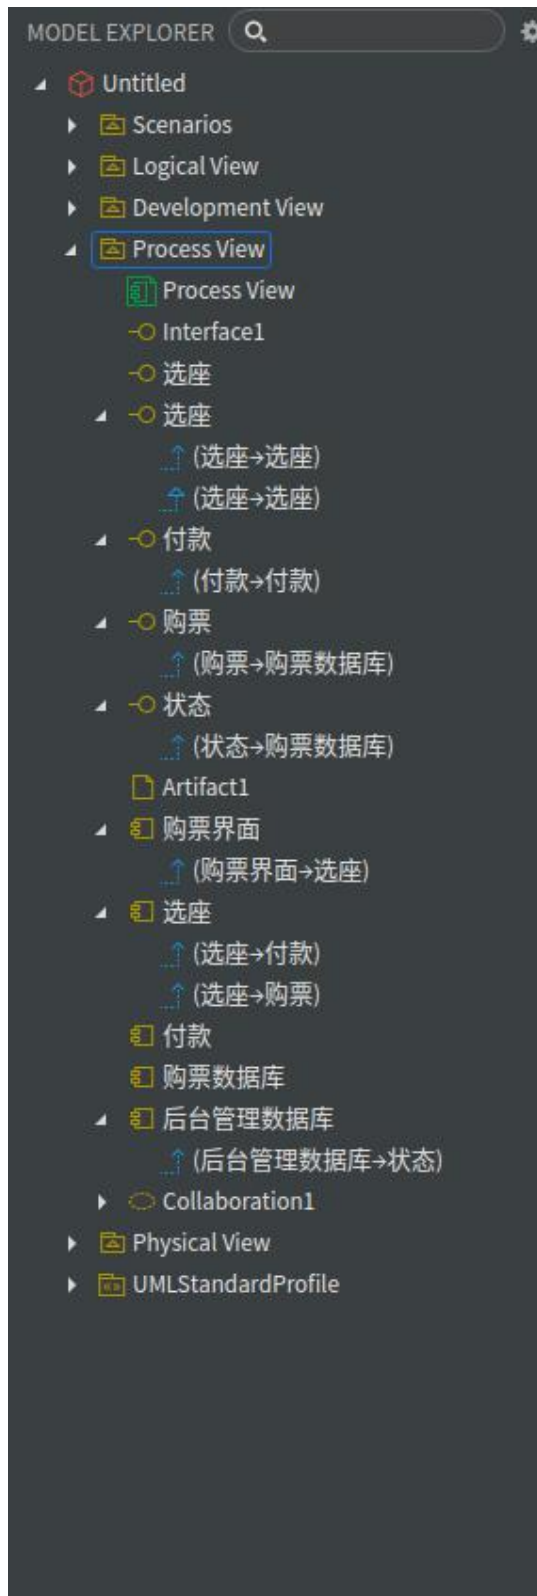 MODEL EXPLORER
Untitled
Scenarios
Logical View
Development View
Process View
Process View
Interface1
选座
选座
(选座→选座)
(选座→选座)
付款
(付款→付款)
购票
(购票→购票数据库)
状态
(状态→购票数据库)
Artifact1
购票界面
(购票界面→选座)
选座
(选座→付款)
(选座→购票)
付款
购票数据库
后台管理数据库
(后台管理数据库→状态)
Collaboration1
Physical View
UMLStandardProfile